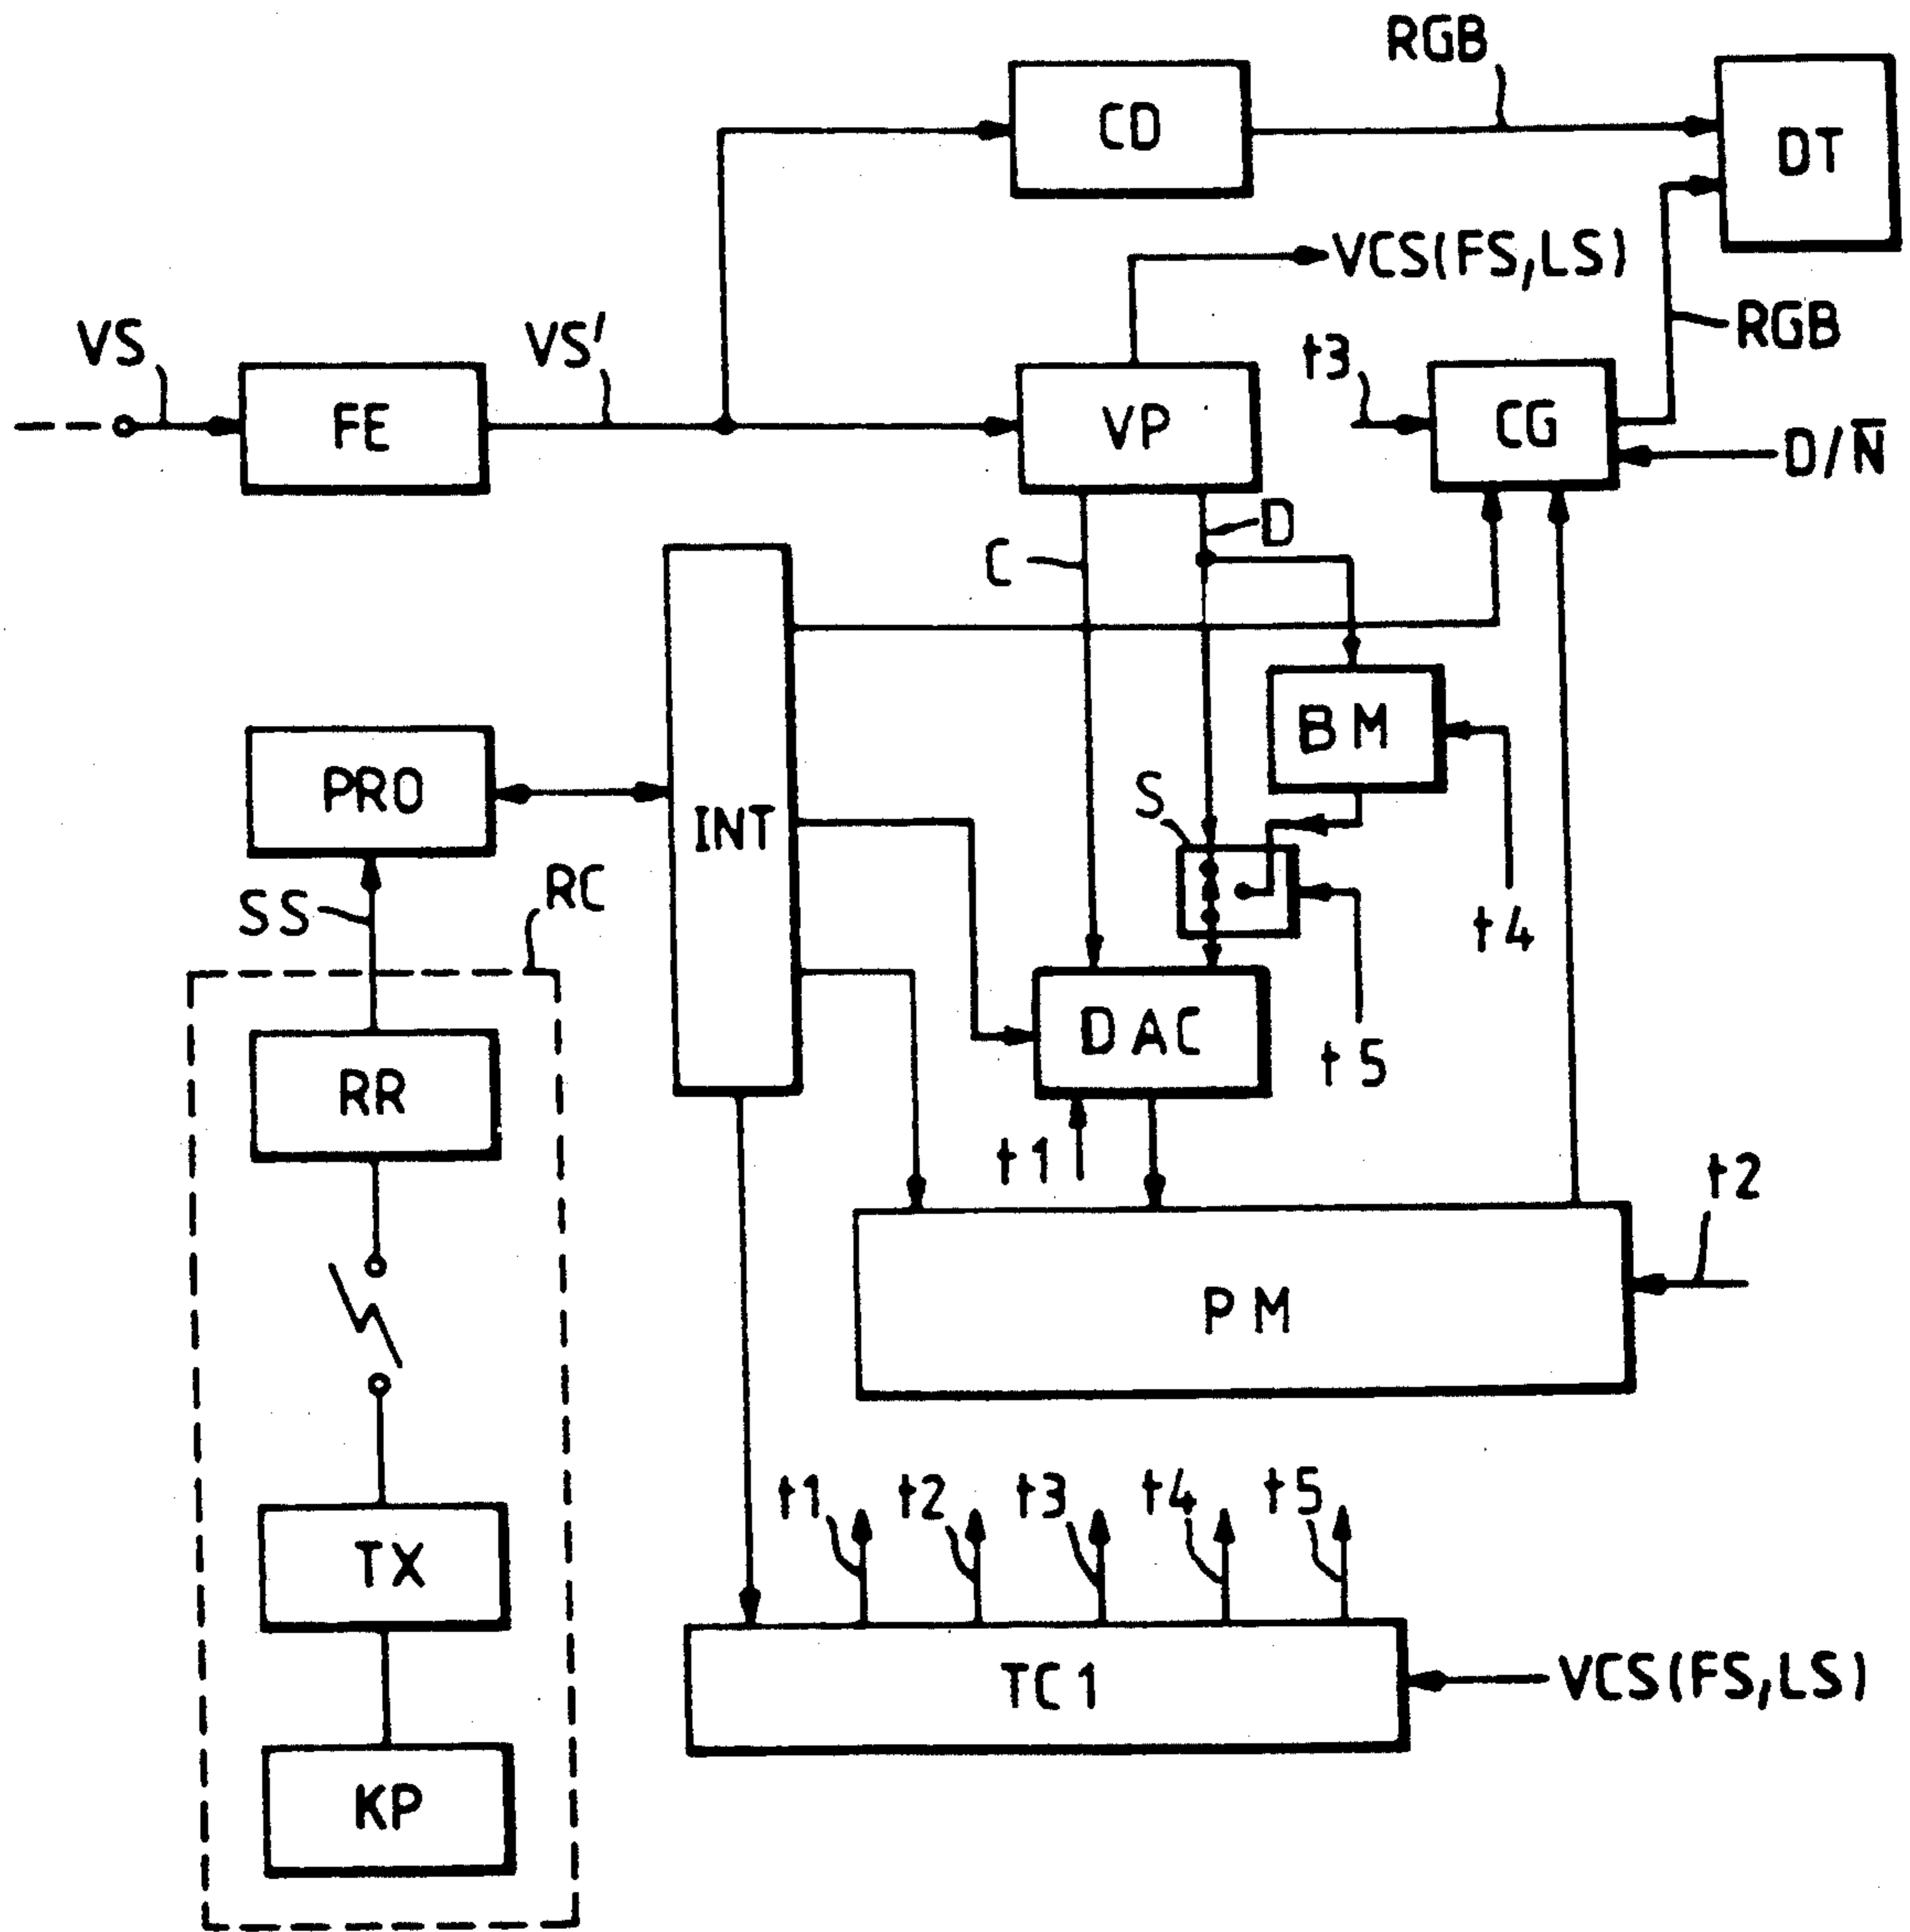 RGB
CD
DT
VCS(FS,LS)
RGB
VS
VS'
t3
FE
VP
CG
D/N̅
D
C
BM
PRO
S
INT
SS
RC
t4
DAC
t5
RR
t1
t2
PM
t1 t2 t3 t4 t5
TX
TC1
VCS(FS,LS)
KP